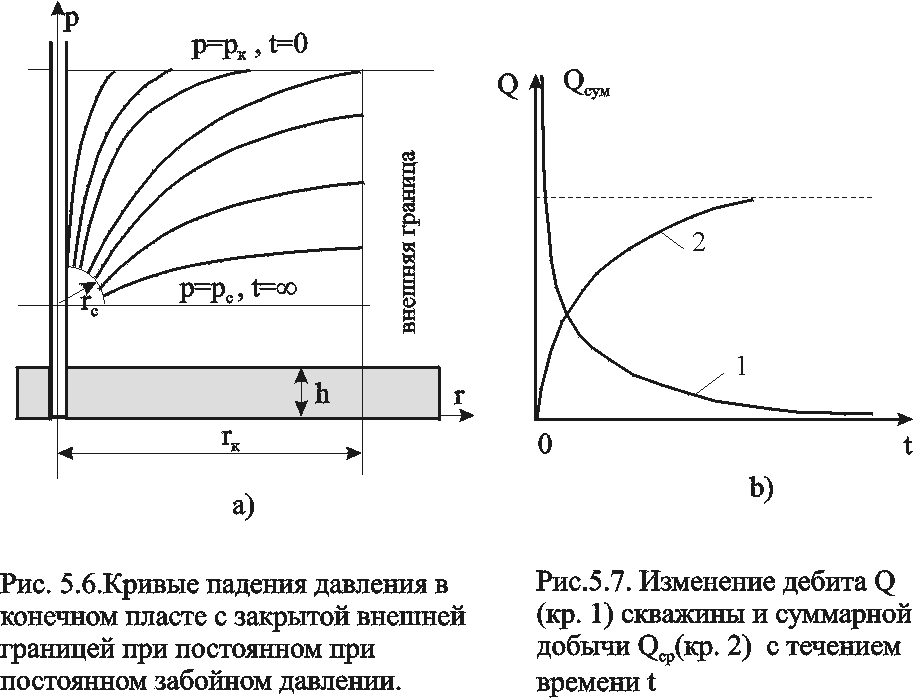 p
p=pк , t=0
внешняя граница
p=pс , t=∞
rс
h
r
rк
a)
Q
Qсум
2
1
0
t
b)
Рис. 5.6.Кривые падения давления в
конечном пласте с закрытой внешней
границей при постоянном при
постоянном забойном давлении.
Рис.5.7. Изменение дебита Q
(кр. 1) скважины и суммарной
добычи Qср(кр. 2) с течением
времени t